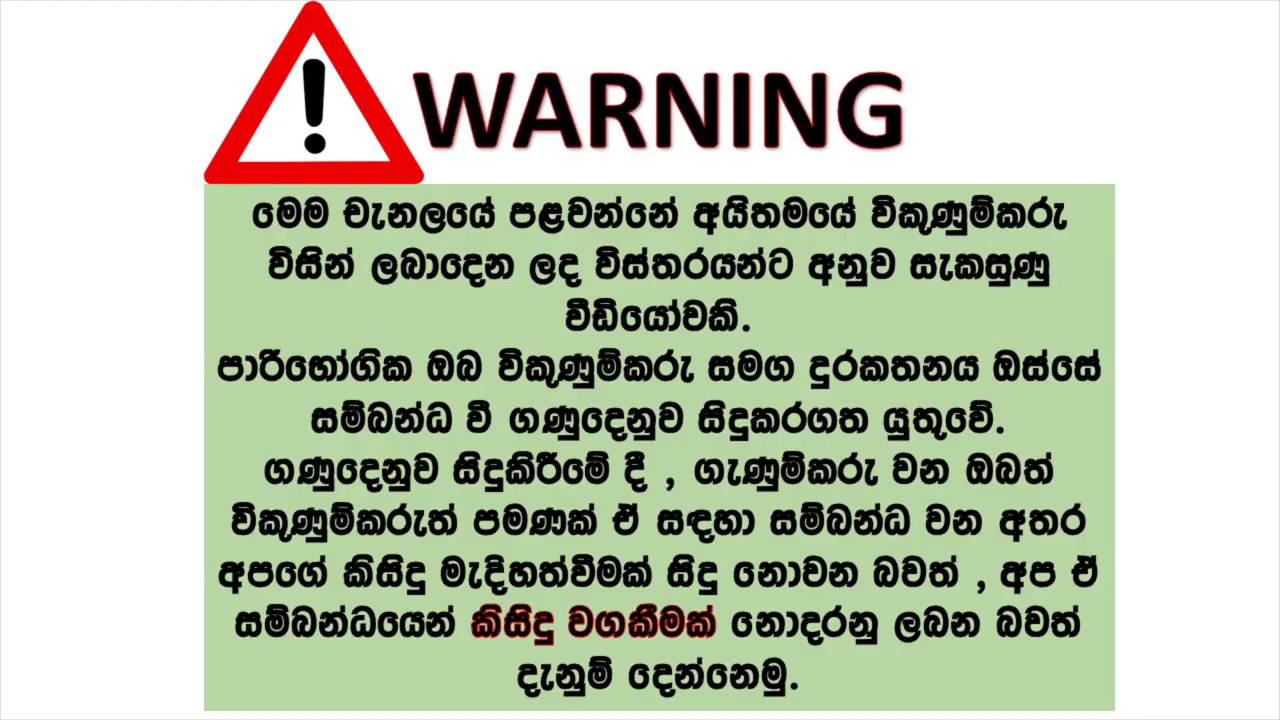 WARNING
මෙම චැනලයේ පළවන්නේ අයිතමයේ විකුණුම්කරු
විසින් ලබාදෙන ලද විස්තරයන්ට අනුව සැකසුණු
වීඩියෝවකි.
පාරිභෝගික ඔබ විකුණුම්කරු සමග දුරකතනය ඔස්සේ
සම්බන්ධ වී ගණුදෙනුව සිදුකරගත යුතුවේ.
ගණුදෙනුව සිදුකිරීමේ දී , ගැණුම්කරු වන ඔබත්
විකුණුම්කරුත් පමණක් ඒ සඳහා සම්බන්ධ වන අතර
අපගේ කිසිදු මැදිහත්වීමක් සිදු නොවන බවත් , අප ඒ
සම්බන්ධයෙන් කිසිදු වගකීමක් නොදරනු ලබන බවත්
දැනුම් දෙන්නෙමු.